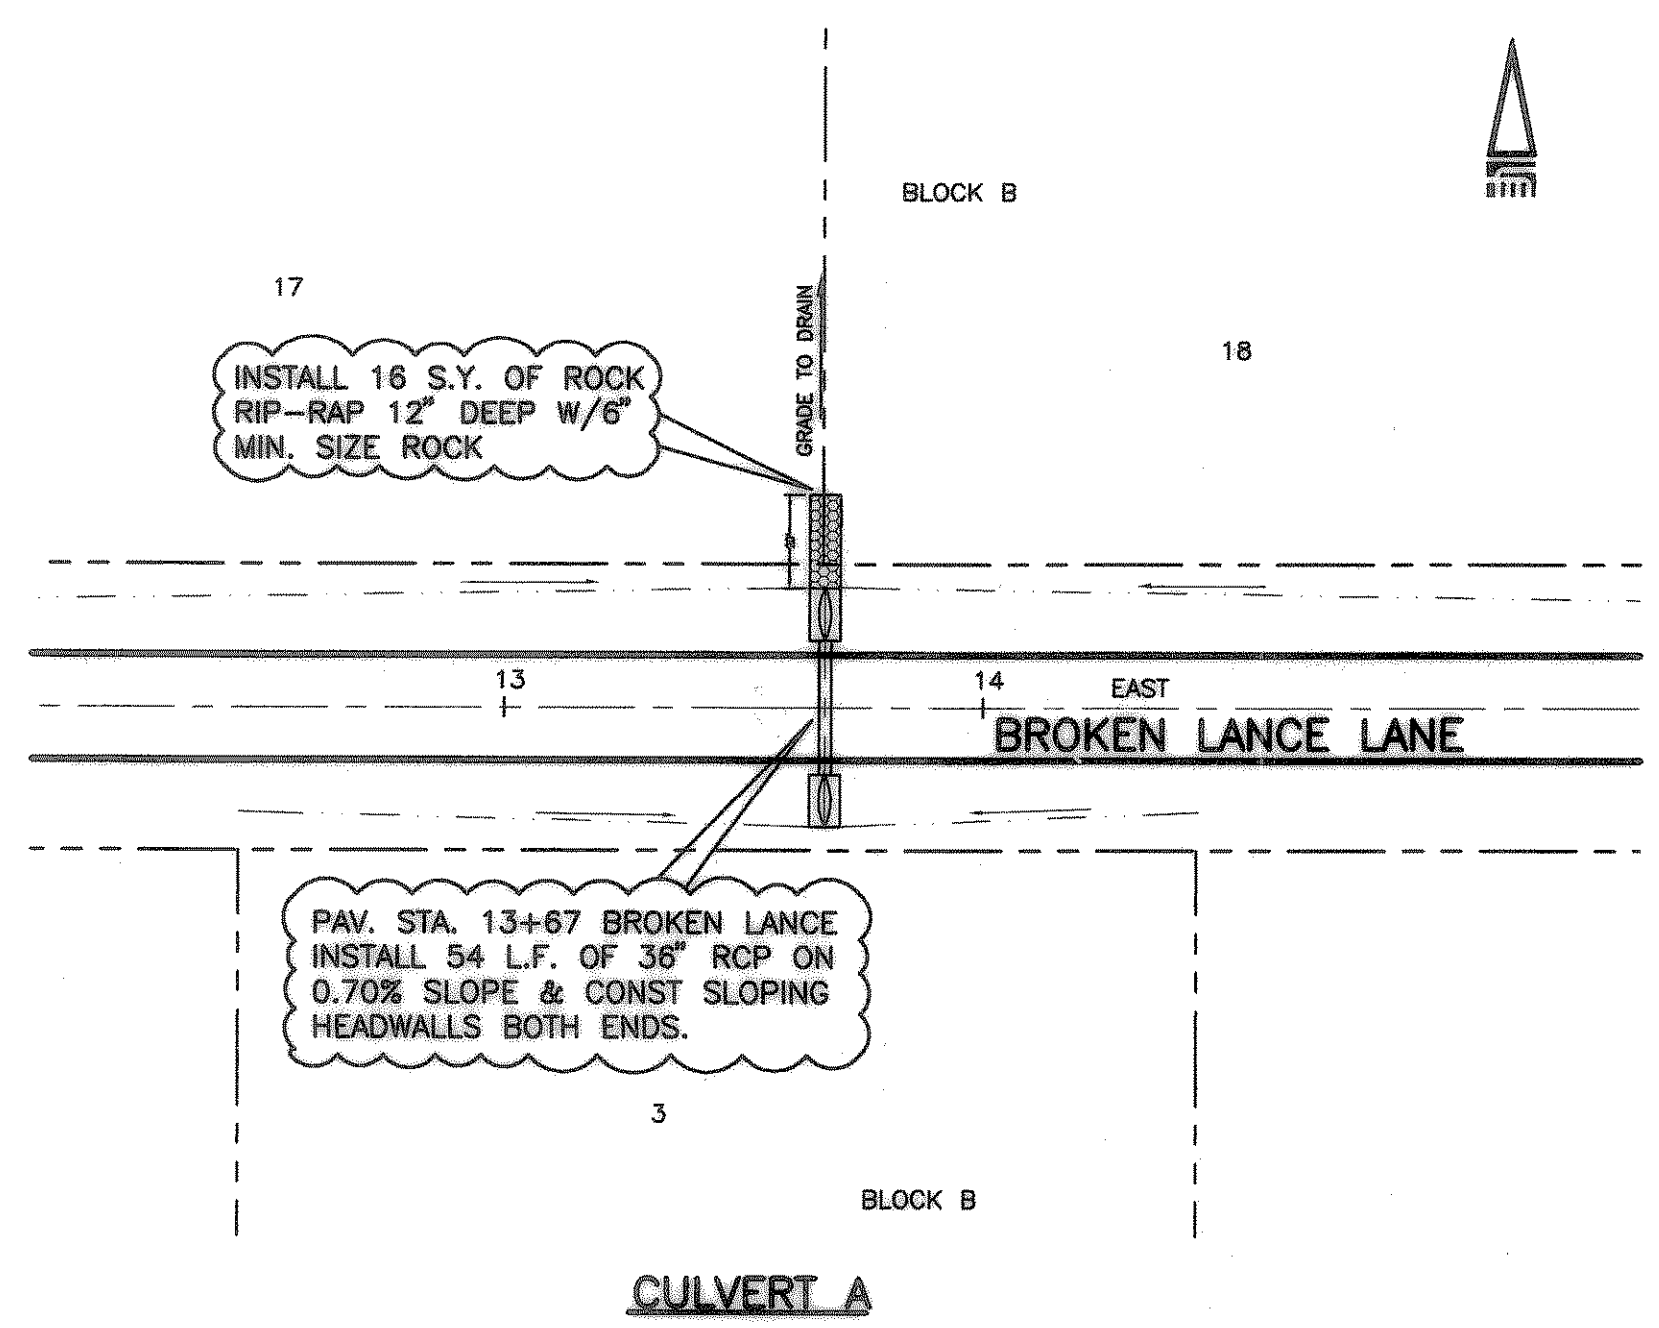 BLOCK B
17
GRADE TO DRAIN
18
INSTALL 16 S.Y. OF ROCK
RIP-RAP 12" DEEP W/6"
MIN. SIZE ROCK
13
14
EAST
BROKEN LANCE LANE
PAV. STA. 13+67 BROKEN LANCE
INSTALL 54 L.F. OF 36" RCP ON
0.70% SLOPE & CONST SLOPING
HEADWALLS BOTH ENDS.
3
BLOCK B
CULVERT A